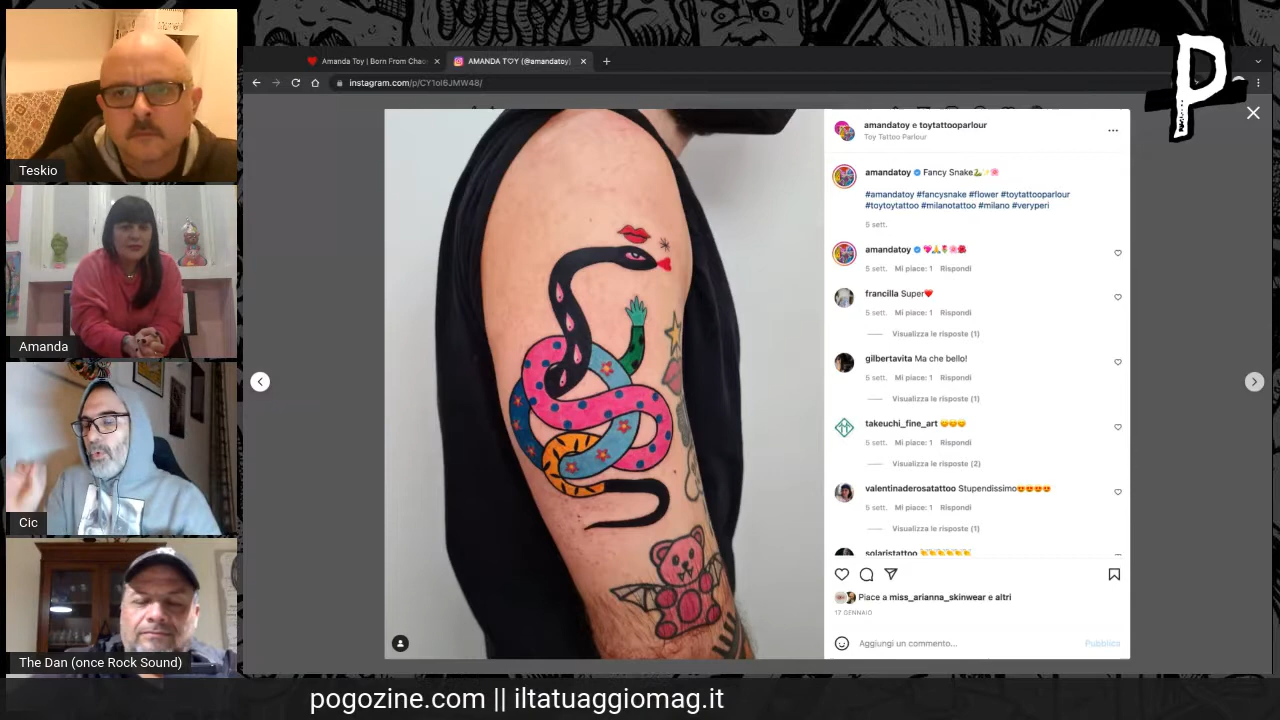 Teskio
Amanda
Cic
The Dan (once Rock Sound)
Amanda Toy | Born From Chao
AMANDA TOY (@amandatoy)
instagram.com/p/CY1oI6JMW48/
P
amandatoy e toytattooparlour
Toy Tattoo Parlour
amandatoy Fancy Snake🐍✨🌸
#amandatoy #fancysnake #flower #toytattooparlour
#toytoytattoo #milanotattoo #milano #veryperi
5 sett.
amandatoy 💖🙏🌷🌸🌺
5 sett. Mi piace: 1 Rispondi
francilla Super❤️
5 sett. Mi piace: 1 Rispondi
Visualizza le risposte (1)
gilbertavita Ma che bello!
5 sett. Mi piace: 1 Rispondi
Visualizza le risposte (1)
takeuchi_fine_art 😊😊😊
5 sett. Mi piace: 1 Rispondi
Visualizza le risposte (2)
valentinaderosatattoo Stupendissimo😍😍😍😍
5 sett. Mi piace: 1 Rispondi
Visualizza le risposte (1)
solaristattoo
Piace a miss_arianna_skinwear e altri
17 GENNAIO
Aggiungi un commento...
Pubblica
pogozine.com || iltatuaggiomag.it